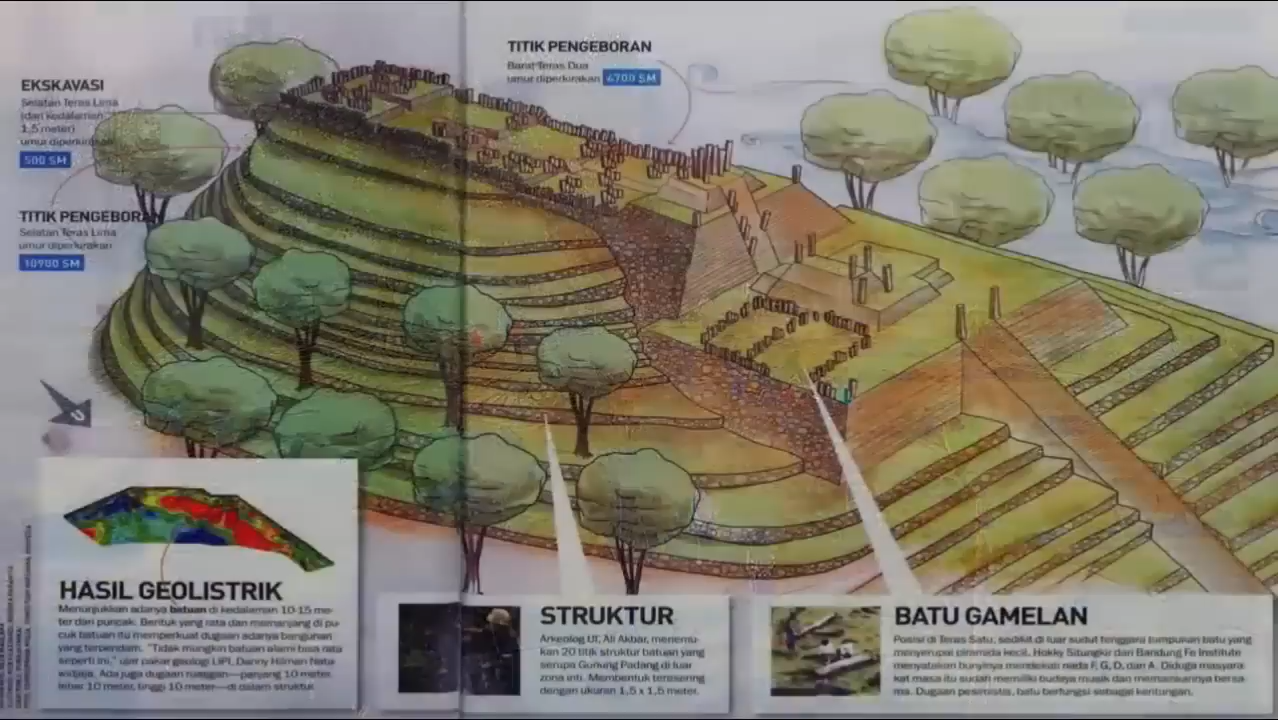 EKSKAVASI
Selatan Teras Lima
(dari kedalaman
1,5 meter)
umur diperkirakan
500 SM
TITIK PENGEBORAN
Selatan Teras Lima
umur diperkirakan
10900 SM
TITIK PENGEBORAN
Barat Teras Dua
umur diperkirakan 4700 SM
U
HASIL GEOLISTRIK
Menunjukkan adanya batuan di kedalaman 10-15 me-
ter dari puncak. Bentuk yang rata dan memanjang di pu-
cuk batuan itu memperkuat dugaan adanya bangunan
yang terpendam. "Tidak mungkin batuan alami bisa rata
seperti ini," ujar pakar geologi LIPI, Danny Hilman Nata-
widjaja. Ada juga dugaan ruangan—panjang 10 meter,
lebar 10 meter, tinggi 10 meter—di dalam struktur.
STRUKTUR
Arkeolog UI, Ali Akbar, menemu-
kan 20 titik struktur batuan yang
serupa Gunung Padang di luar
zona inti. Membentuk terasering
dengan ukuran 1,5 x 1,5 meter.
BATU GAMELAN
Posisi di Teras Satu, sedikit di luar sudut tenggara tumpukan batu yang
menyerupai piramida kecil. Hokky Situngkir dari Bandung Fe Institute
menyatakan bunyinya mendekati nada F, G, D, dan A. Diduga masyara-
kat masa itu sudah memiliki budaya musik dan memainkannya bersa-
ma. Dugaan pesimistis, batu berfungsi sebagai kentungan.